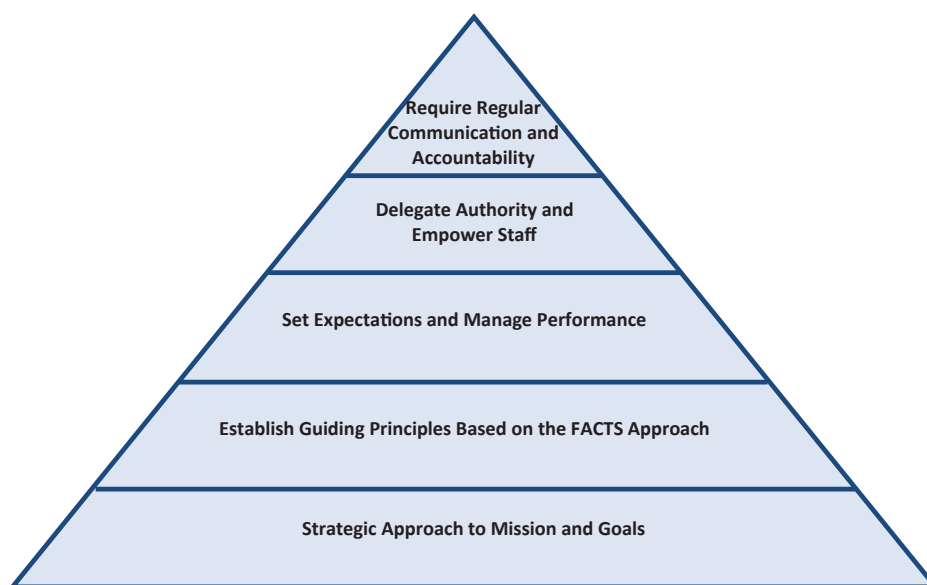 Require Regular
Communication and
Accountability
Delegate Authority and
Empower Staff
Set Expectations and Manage Performance
Establish Guiding Principles Based on the FACTS Approach
Strategic Approach to Mission and Goals